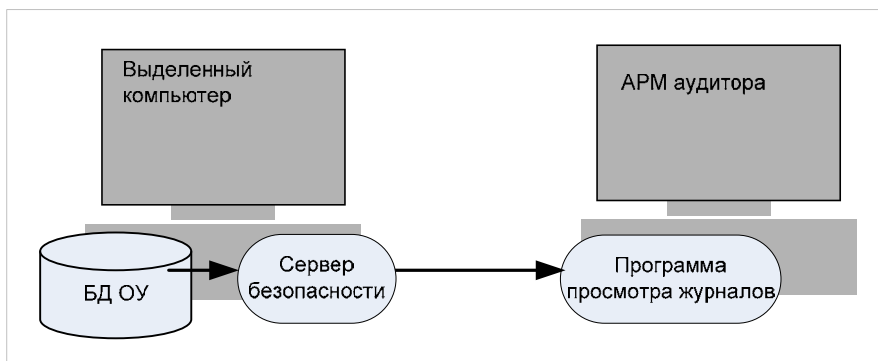 Выделенный
компьютер
АРМ аудитора
БД ОУ
Сервер
безопасности
Программа
просмотра журналов